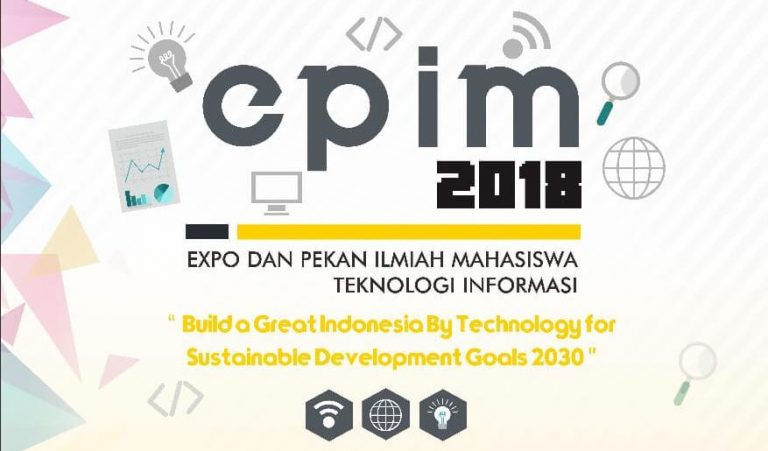 epim
2018
EXPO DAN PEKAN ILMIAH MAHASISWA
TEKNOLOGI INFORMASI
" Build a Great Indonesia By Technology for
Sustainable Development Goals 2030 "